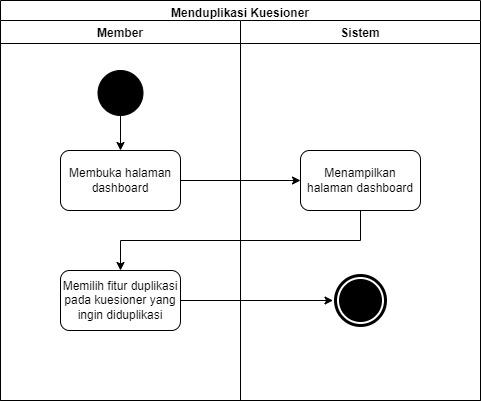 Menduplikasi Kuesioner
Member
Sistem
Membuka halaman
dashboard
Menampilkan
halaman dashboard
Memilih fitur duplikasi
pada kuesioner yang
ingin diduplikasi